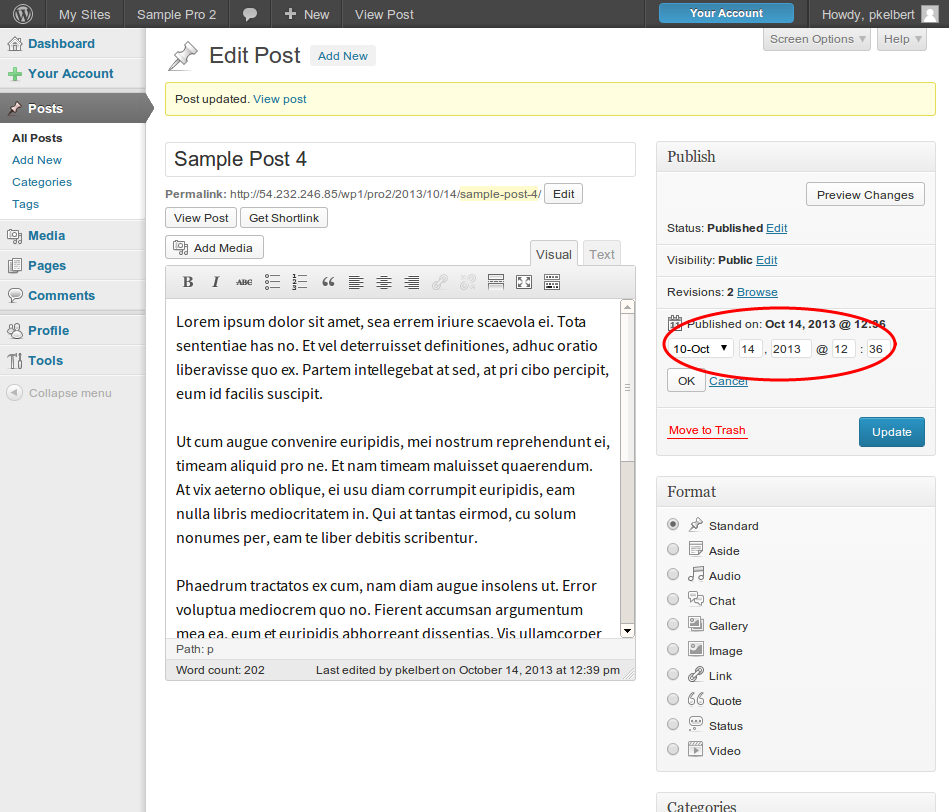 My Sites Sample Pro 2 + New View Post Your Account Howdy, pkelbert
Dashboard
Your Account
Posts
All Posts
Add New
Categories
Tags
Media
Pages
Comments
Profile
Tools
Collapse menu
Screen Options Help
Edit Post Add New
Post updated. View post
Sample Post 4
Permalink: http://54.232.246.85/wp1/pro2/2013/10/14/sample-post-4/ Edit
View Post Get Shortlink
Add Media
Visual Text
B I ABC
Lorem ipsum dolor sit amet, sea errem iriure scaevola ei. Tota
sententiae has no. Et vel deterruisset definitiones, adhuc oratio
liberavisse quo ex. Partem intellegebat at sed, at pri cibo percipit,
eum id facilis suscipit.
Ut cum augue convenire euripidis, mei nostrum reprehendunt ei,
timeam aliquid pro ne. Et nam timeam maluisset quaerendum.
At vix aeterno oblique, ei usu diam corrumpit euripidis, eam
nulla libris mediocritatem in. Qui at tantas eirmod, cu solum
nonumes per, eam te liber debitis scribentur.
Phaedrum tractatos ex cum, nam diam augue insolens ut. Error
voluptua mediocrem quo no. Fierent accumsan argumentum
mea ea, eum et euripidis abhorreant dissentias. Vis ullamcorper
Path: p
Word count: 202 Last edited by pkelbert on October 14, 2013 at 12:39 pm
Publish
Preview Changes
Status: Published Edit
Visibility: Public Edit
Revisions: 2 Browse
Published on: Oct 14, 2013 @ 12:36
10-Oct 14 , 2013 @ 12 : 36
OK Cancel
Move to Trash Update
Format
Standard
Aside
Audio
Chat
Gallery
Image
Link
Quote
Status
Video
Categories